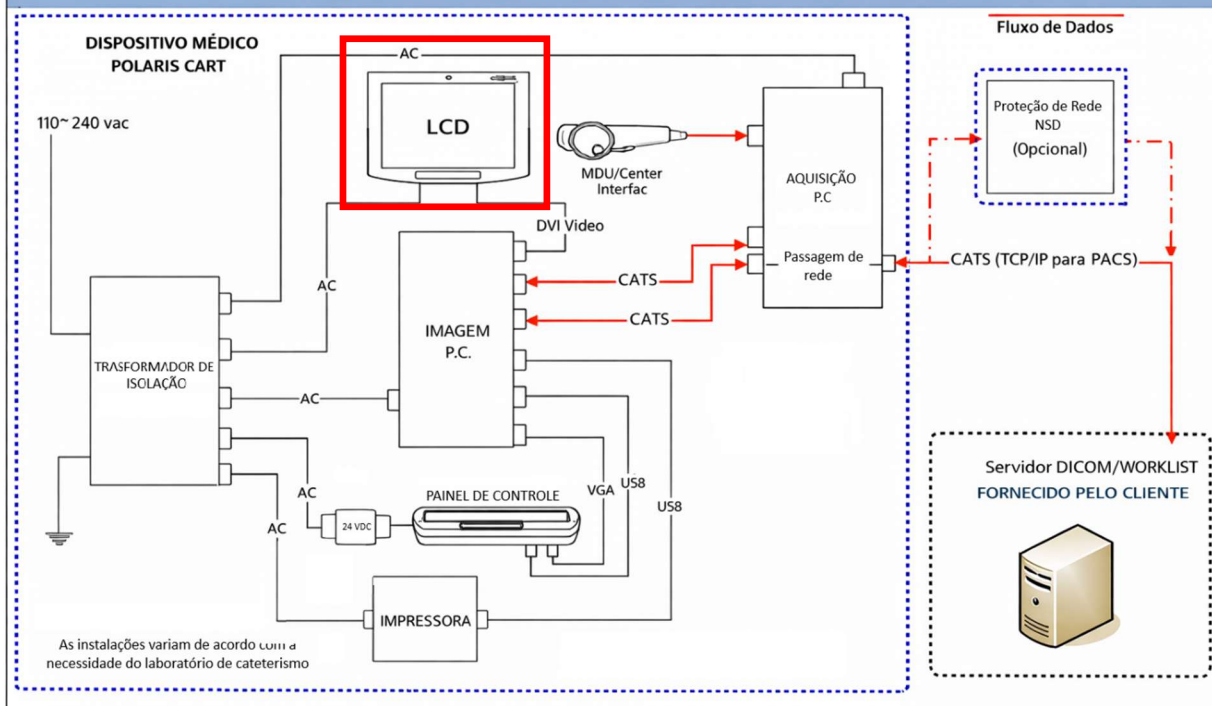 DISPOSITIVO MÉDICO
POLARIS CART
AC
Fluxo de Dados
110~ 240 vac
LCD
MDU/Center
Interfac
AQUISIÇÃO
P.C
Proteção de Rede
NSD
(Opcional)
DVI Video
Passagem de
rede
CATS
CATS
CATS (TCP/IP para PACS)
AC
IMAGEM
P.C.
TRASFORMADOR DE
ISOLAÇÃO
AC
AC
24 VDC
PAINEL DE CONTROLE
VGA
US8
US8
AC
IMPRESSORA
Servidor DICOM/WORKLIST
FORNECIDO PELO CLIENTE
As instalações variam de acordo com a
necessidade do laboratório de cateterismo